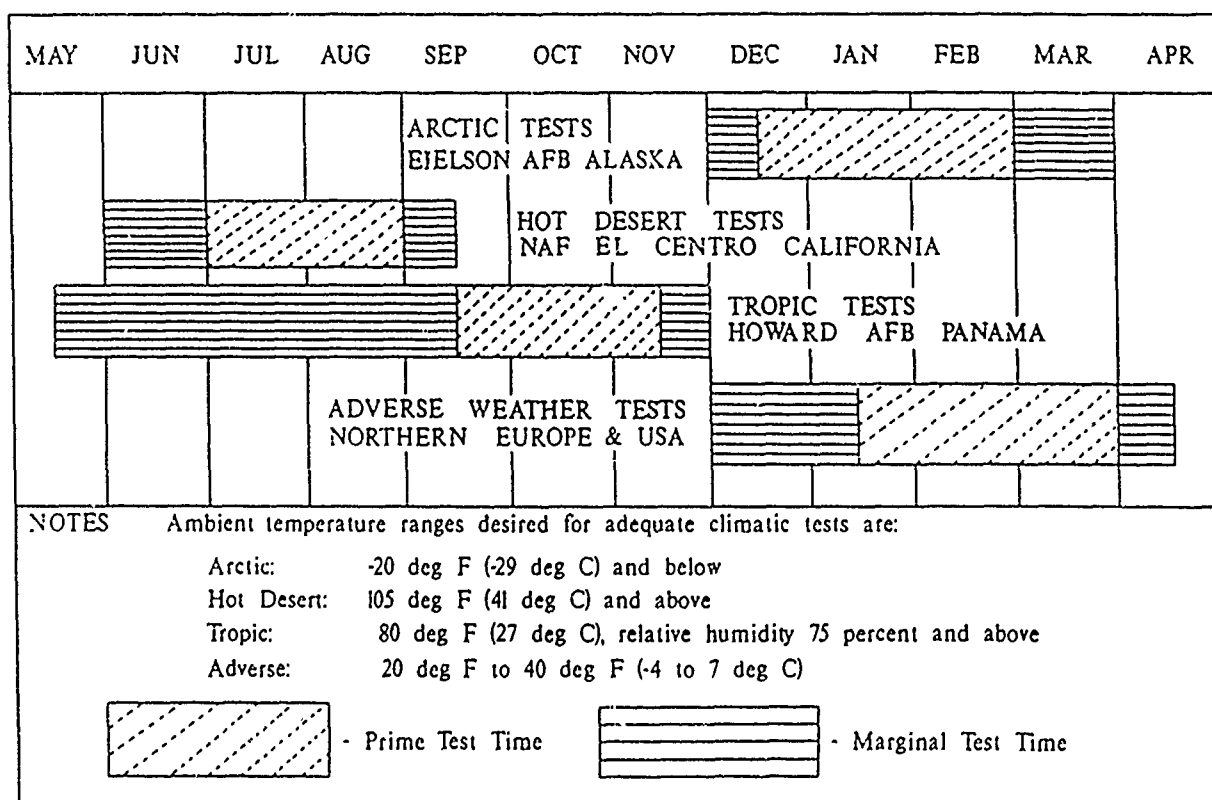 MAY JUN JUL AUG SEP OCT NOV DEC JAN FEB MAR APR
ARCTIC TESTS
EIELSON AFB ALASKA
HOT DESERT TESTS
NAF EL CENTRO CALIFORNIA
TROPIC TESTS
HOWARD AFB PANAMA
ADVERSE WEATHER TESTS
NORTHERN EUROPE & USA
NOTES Ambient temperature ranges desired for adequate climatic tests are:
Arctic: -20 deg F (-29 deg C) and below
Hot Desert: 105 deg F (41 deg C) and above
Tropic: 80 deg F (27 deg C), relative humidity 75 percent and above
Adverse: 20 deg F to 40 deg F (-4 to 7 deg C)
- Prime Test Time - Marginal Test Time